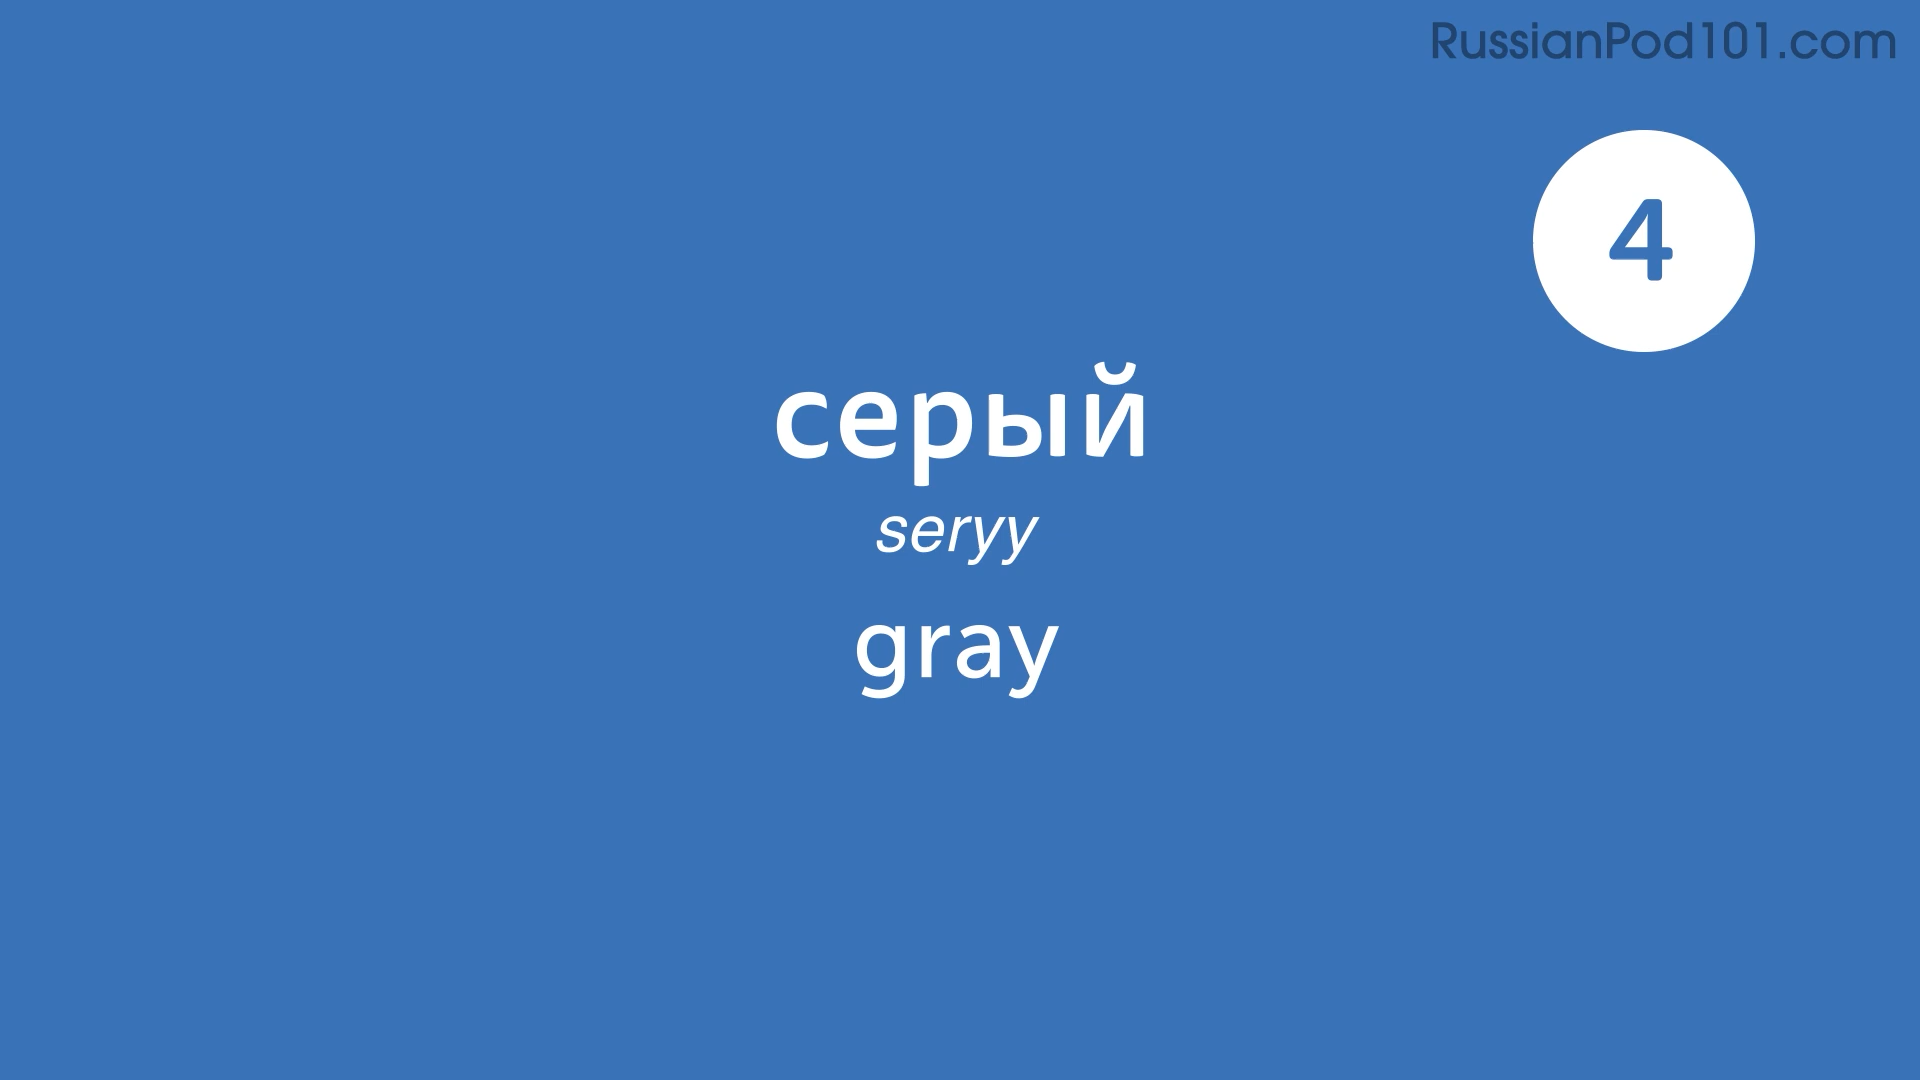 RussianPod101.com
4
серый
seryy
gray